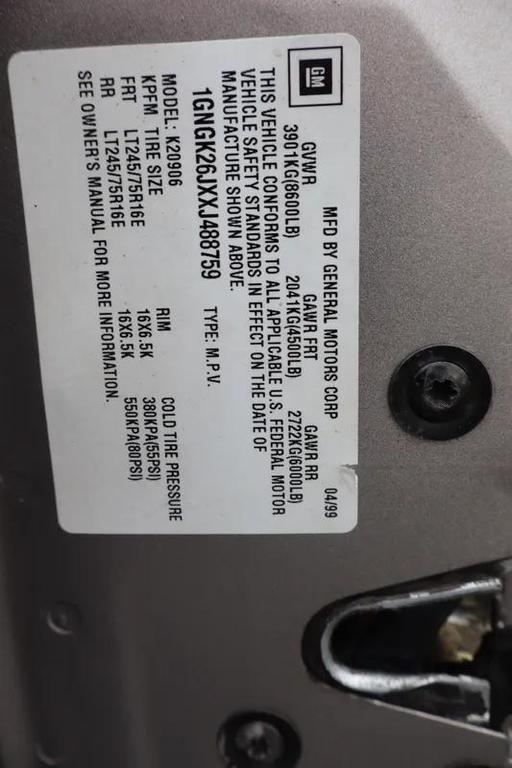 GM
MFD BY GENERAL MOTORS CORP 04/99
GVWR GAWR FRT GAWR RR
3901KG(8600LB) 2041KG(4500LB) 2722KG(6000LB)
THIS VEHICLE CONFORMS TO ALL APPLICABLE U.S. FEDERAL MOTOR
VEHICLE SAFETY STANDARDS IN EFFECT ON THE DATE OF
MANUFACTURE SHOWN ABOVE.
1GNGK26JXXJ488759 TYPE: M.P.V.
MODEL: K20906
KPFM TIRE SIZE RIM COLD TIRE PRESSURE
FRT LT245/75R16E 16X6.5K 380KPA(55PSI)
RR LT245/75R16E 16X6.5K 550KPA(80PSI)
SEE OWNER'S MANUAL FOR MORE INFORMATION.